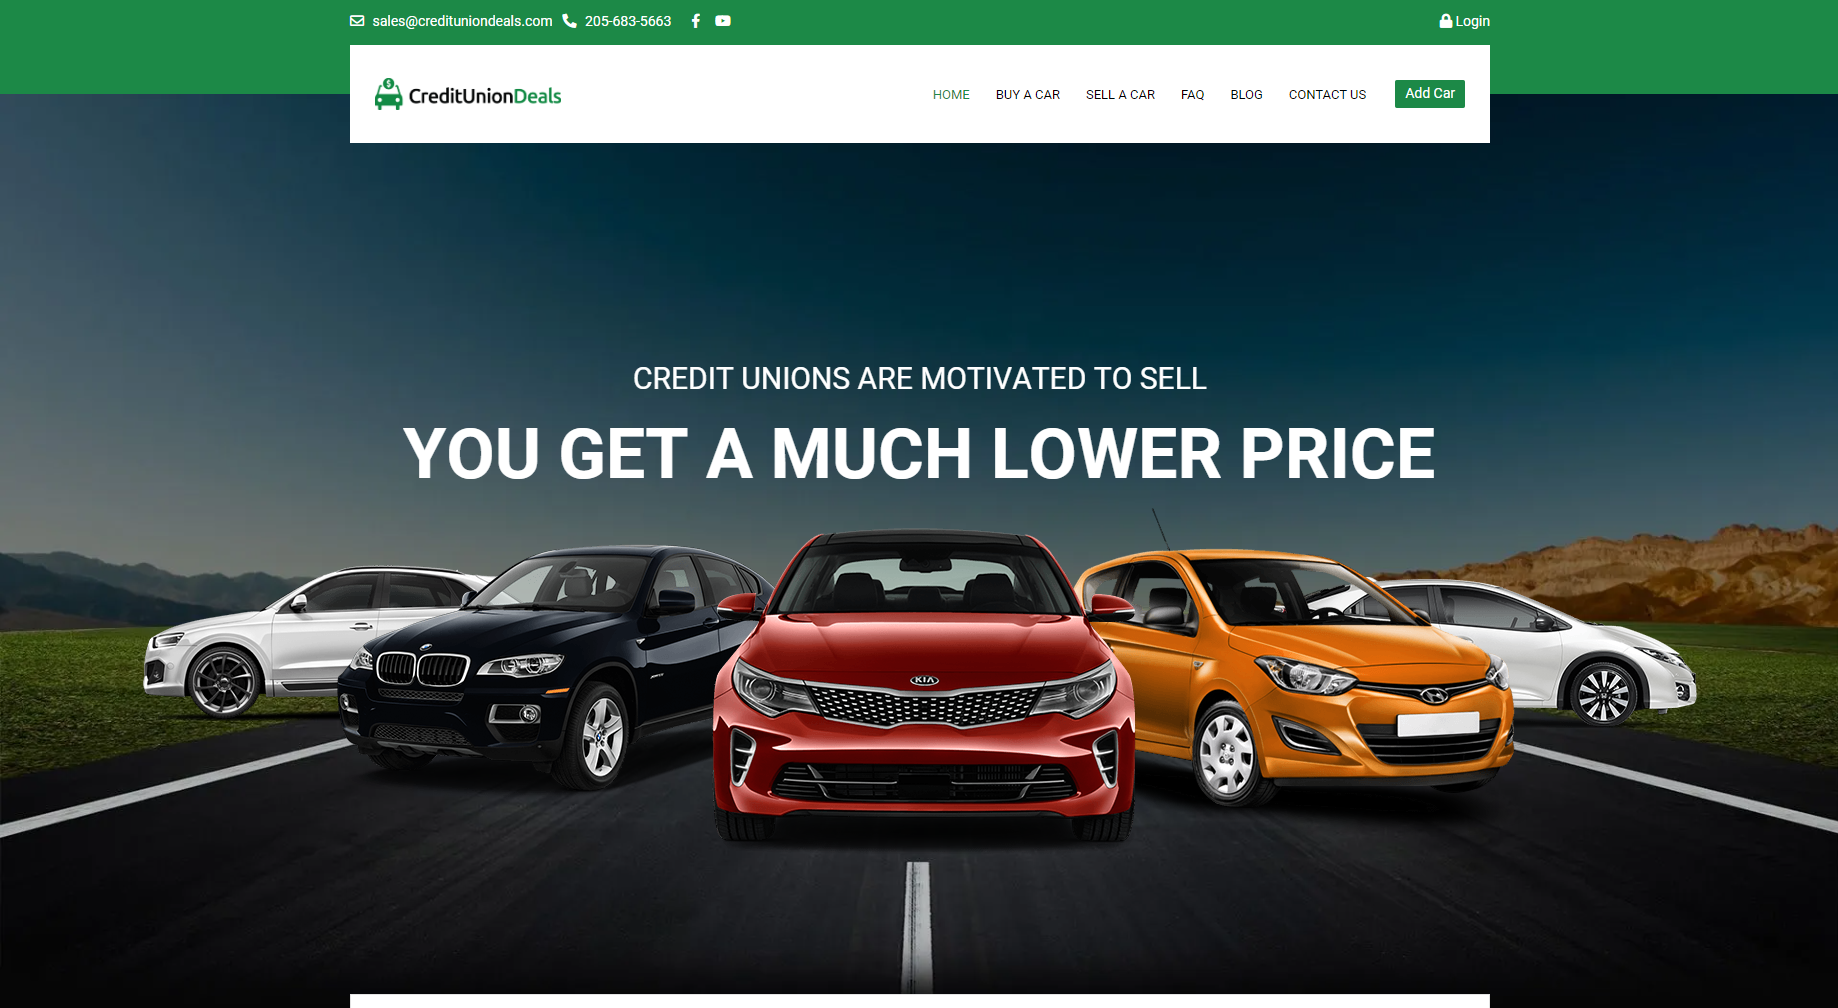 sales@credituniondeals.com 205-683-5663 Login
CreditUnionDeals HOME BUY A CAR SELL A CAR FAQ BLOG CONTACT US Add Car
CREDIT UNIONS ARE MOTIVATED TO SELL
YOU GET A MUCH LOWER PRICE
KIA